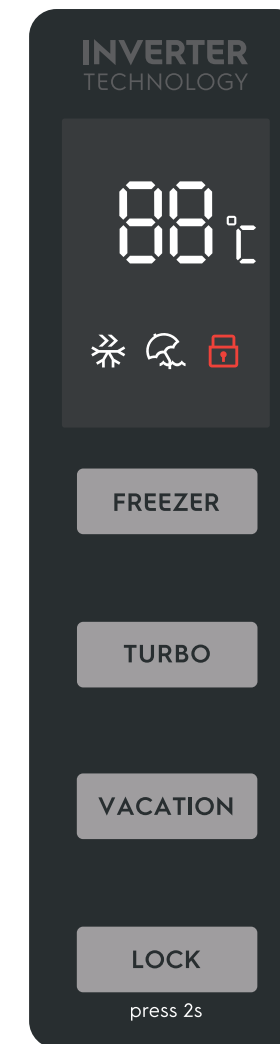 INVERTER
TECHNOLOGY
88°C
FREEZER
TURBO
VACATION
LOCK
press 2s